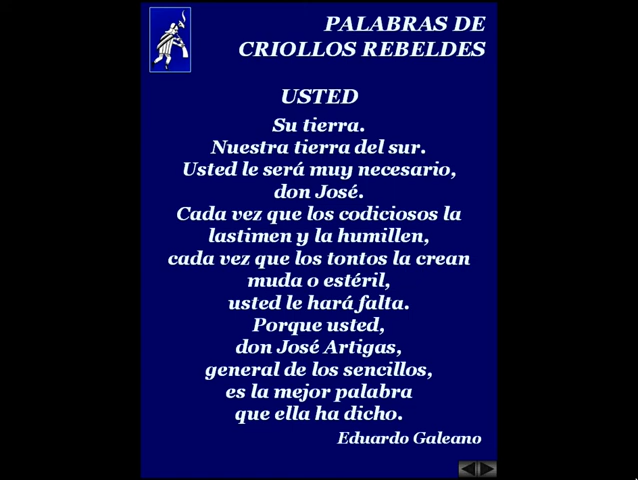 PALABRAS DE
CRIOLLOS REBELDES
USTED
Su tierra.
Nuestra tierra del sur.
Usted le será muy necesario,
don José.
Cada vez que los codiciosos la
lastimen y la humillen,
cada vez que los tontos la crean
muda o estéril,
usted le hará falta.
Porque usted,
don José Artigas,
general de los sencillos,
es la mejor palabra
que ella ha dicho.
Eduardo Galeano